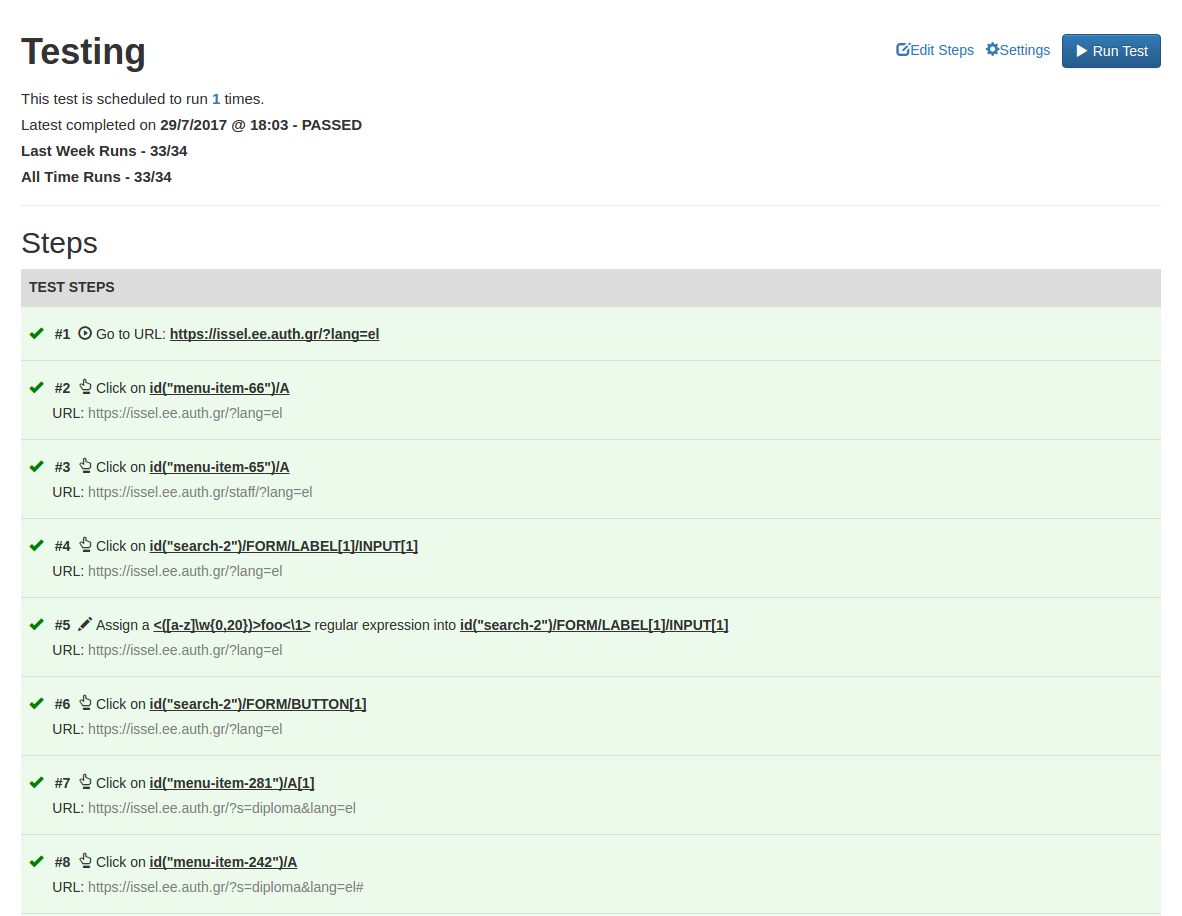 Testing
Edit Steps Settings Run Test
This test is scheduled to run 1 times.
Latest completed on 29/7/2017 @ 18:03 - PASSED
Last Week Runs - 33/34
All Time Runs - 33/34
Steps
TEST STEPS
#1 Go to URL: https://issel.ee.auth.gr/?lang=el
#2 Click on id("menu-item-66")/A
URL: https://issel.ee.auth.gr/?lang=el
#3 Click on id("menu-item-65")/A
URL: https://issel.ee.auth.gr/staff/?lang=el
#4 Click on id("search-2")/FORM/LABEL[1]/INPUT[1]
URL: https://issel.ee.auth.gr/?lang=el
#5 Assign a <([a-z]\w{0,20})>foo<\1> regular expression into id("search-2")/FORM/LABEL[1]/INPUT[1]
URL: https://issel.ee.auth.gr/?lang=el
#6 Click on id("search-2")/FORM/BUTTON[1]
URL: https://issel.ee.auth.gr/?lang=el
#7 Click on id("menu-item-281")/A[1]
URL: https://issel.ee.auth.gr/?s=diploma&lang=el
#8 Click on id("menu-item-242")/A
URL: https://issel.ee.auth.gr/?s=diploma&lang=el#